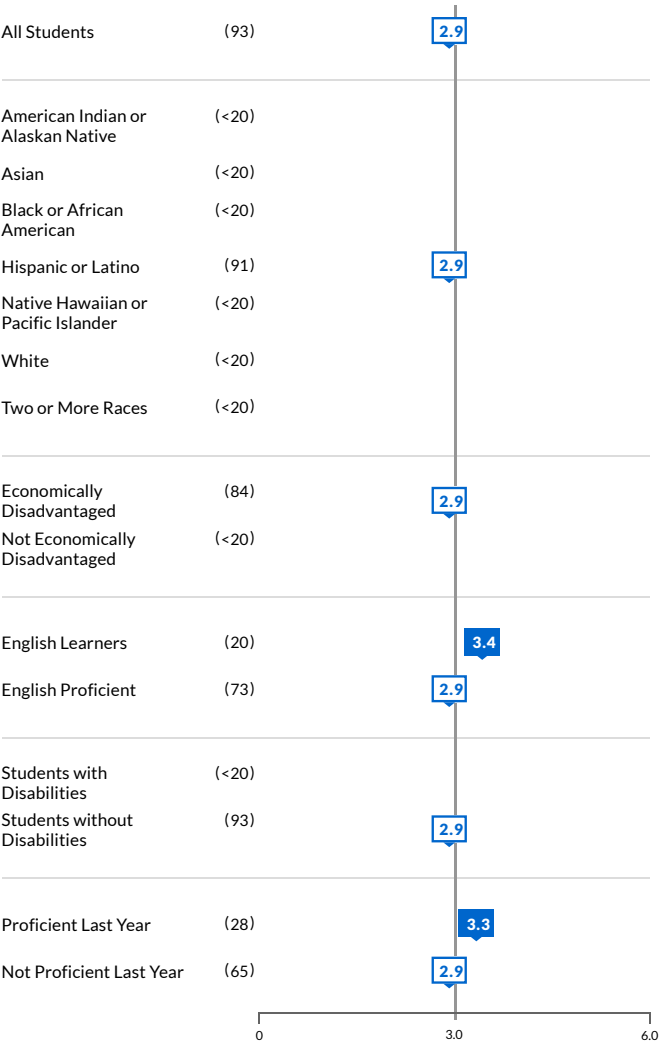 All Students (93) 2.9
American Indian or (<20)
Alaskan Native
Asian (<20)
Black or African (<20)
American
Hispanic or Latino (91) 2.9
Native Hawaiian or (<20)
Pacific Islander
White (<20)
Two or More Races (<20)
Economically (84) 2.9
Disadvantaged
Not Economically (<20)
Disadvantaged
English Learners (20) 3.4
English Proficient (73) 2.9
Students with (<20)
Disabilities
Students without (93) 2.9
Disabilities
Proficient Last Year (28) 3.3
Not Proficient Last Year (65) 2.9
0 3.0 6.0